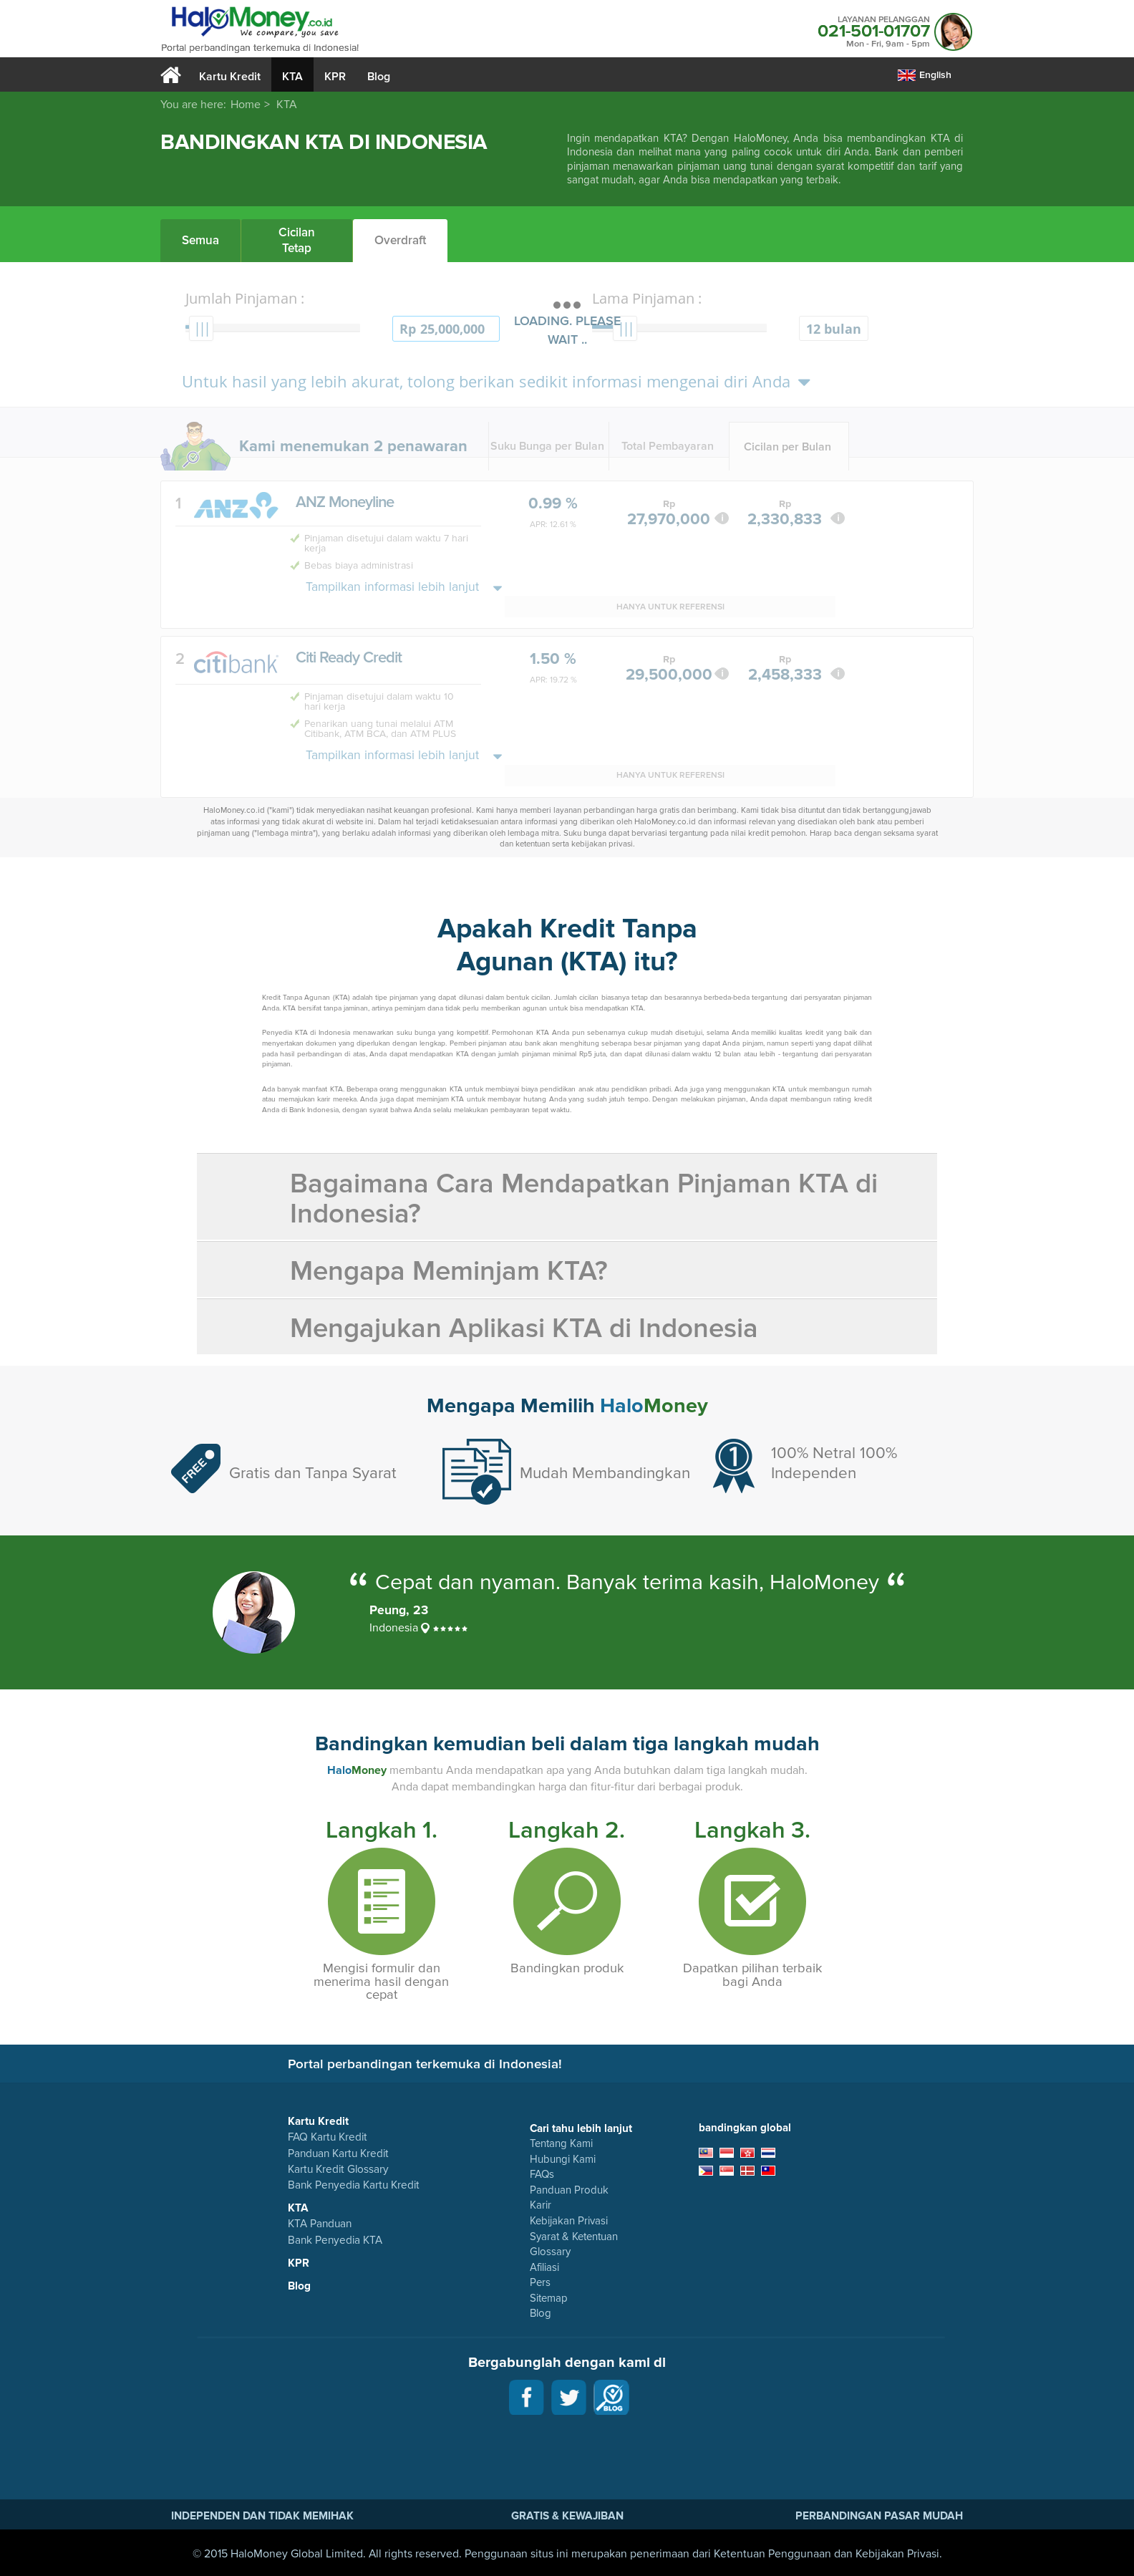 HaloMoney.co.id
We compare, you save
Portal perbandingan terkemuka di Indonesia!
LAYANAN PELANGGAN
021-501-01707
Mon - Fri, 9am - 5pm
Kartu Kredit KTA KPR Blog English
You are here: Home > KTA
BANDINGKAN KTA DI INDONESIA
Ingin mendapatkan KTA? Dengan HaloMoney, Anda bisa membandingkan KTA di
Indonesia dan melihat mana yang paling cocok untuk diri Anda. Bank dan pemberi
pinjaman menawarkan pinjaman uang tunai dengan syarat kompetitif dan tarif yang
sangat mudah, agar Anda bisa mendapatkan yang terbaik.
Semua
Cicilan
Tetap
Overdraft
Jumlah Pinjaman :
Rp 25,000,000
LOADING. PLEASE
WAIT ..
Lama Pinjaman :
12 bulan
Untuk hasil yang lebih akurat, tolong berikan sedikit informasi mengenai diri Anda
Kami menemukan 2 penawaran
Suku Bunga per Bulan Total Pembayaran Cicilan per Bulan
1 ANZ ANZ Moneyline
0.99 %
APR: 12.61 %
Rp
27,970,000
Rp
2,330,833
Pinjaman disetujui dalam waktu 7 hari
kerja
Bebas biaya administrasi
Tampilkan informasi lebih lanjut
HANYA UNTUK REFERENSI
2 citibank Citi Ready Credit
1.50 %
APR: 19.72 %
Rp
29,500,000
Rp
2,458,333
Pinjaman disetujui dalam waktu 10
hari kerja
Penarikan uang tunai melalui ATM
Citibank, ATM BCA, dan ATM PLUS
Tampilkan informasi lebih lanjut
HANYA UNTUK REFERENSI
HaloMoney.co.id ("kami") tidak menyediakan nasihat keuangan profesional. Kami hanya memberi layanan perbandingan harga gratis dan berimbang. Kami tidak bisa dituntut dan tidak bertanggungjawab
atas informasi yang tidak akurat di website ini. Dalam hal terjadi ketidaksesuaian antara informasi yang diberikan oleh HaloMoney.co.id dan informasi relevan yang disediakan oleh bank atau pemberi
pinjaman uang ("lembaga mintra"), yang berlaku adalah informasi yang diberikan oleh lembaga mitra. Suku bunga dapat bervariasi tergantung pada nilai kredit pemohon. Harap baca dengan seksama syarat
dan ketentuan serta kebijakan privasi.
Apakah Kredit Tanpa
Agunan (KTA) itu?
Kredit Tanpa Agunan (KTA) adalah tipe pinjaman yang dapat dilunasi dalam bentuk cicilan. Jumlah cicilan biasanya tetap dan besarannya berbeda-beda tergantung dari persyaratan pinjaman
Anda. KTA bersifat tanpa jaminan, artinya peminjam dana tidak perlu memberikan agunan untuk bisa mendapatkan KTA.
Penyedia KTA di Indonesia menawarkan suku bunga yang kompetitif. Permohonan KTA Anda pun sebenarnya cukup mudah disetujui, selama Anda memiliki kualitas kredit yang baik dan
menyertakan dokumen yang diperlukan dengan lengkap. Pemberi pinjaman atau bank akan menghitung seberapa besar pinjaman yang dapat Anda pinjam, namun seperti yang dapat dilihat
pada hasil perbandingan di atas, Anda dapat mendapatkan KTA dengan jumlah pinjaman minimal Rp5 juta, dan dapat dilunasi dalam waktu 12 bulan atau lebih - tergantung dari persyaratan
pinjaman.
Ada banyak manfaat KTA. Beberapa orang menggunakan KTA untuk membiayai biaya pendidikan anak atau pendidikan pribadi. Ada juga yang menggunakan KTA untuk membangun rumah
atau memajukan karir mereka. Anda juga dapat meminjam KTA untuk membayar hutang Anda yang sudah jatuh tempo. Dengan melakukan pinjaman, Anda dapat membangun rating kredit
Anda di Bank Indonesia, dengan syarat bahwa Anda selalu melakukan pembayaran tepat waktu.
Bagaimana Cara Mendapatkan Pinjaman KTA di
Indonesia?
Mengapa Meminjam KTA?
Mengajukan Aplikasi KTA di Indonesia
Mengapa Memilih HaloMoney
FREE Gratis dan Tanpa Syarat
Mudah Membandingkan
1 100% Netral 100%
Independen
“ Cepat dan nyaman. Banyak terima kasih, HaloMoney “
Peung, 23
Indonesia
Bandingkan kemudian beli dalam tiga langkah mudah
HaloMoney membantu Anda mendapatkan apa yang Anda butuhkan dalam tiga langkah mudah.
Anda dapat membandingkan harga dan fitur-fitur dari berbagai produk.
Langkah 1. Langkah 2. Langkah 3.
Mengisi formulir dan
menerima hasil dengan
cepat
Bandingkan produk
Dapatkan pilihan terbaik
bagi Anda
Portal perbandingan terkemuka di Indonesia!
Kartu Kredit
FAQ Kartu Kredit
Panduan Kartu Kredit
Kartu Kredit Glossary
Bank Penyedia Kartu Kredit
KTA
KTA Panduan
Bank Penyedia KTA
KPR
Blog
Cari tahu lebih lanjut
Tentang Kami
Hubungi Kami
FAQs
Panduan Produk
Karir
Kebijakan Privasi
Syarat & Ketentuan
Glossary
Afiliasi
Pers
Sitemap
Blog
bandingkan global
Bergabunglah dengan kamI dI
BLOG
INDEPENDEN DAN TIDAK MEMIHAK GRATIS & KEWAJIBAN PERBANDINGAN PASAR MUDAH
© 2015 HaloMoney Global Limited. All rights reserved. Penggunaan situs ini merupakan penerimaan dari Ketentuan Penggunaan dan Kebijakan Privasi.